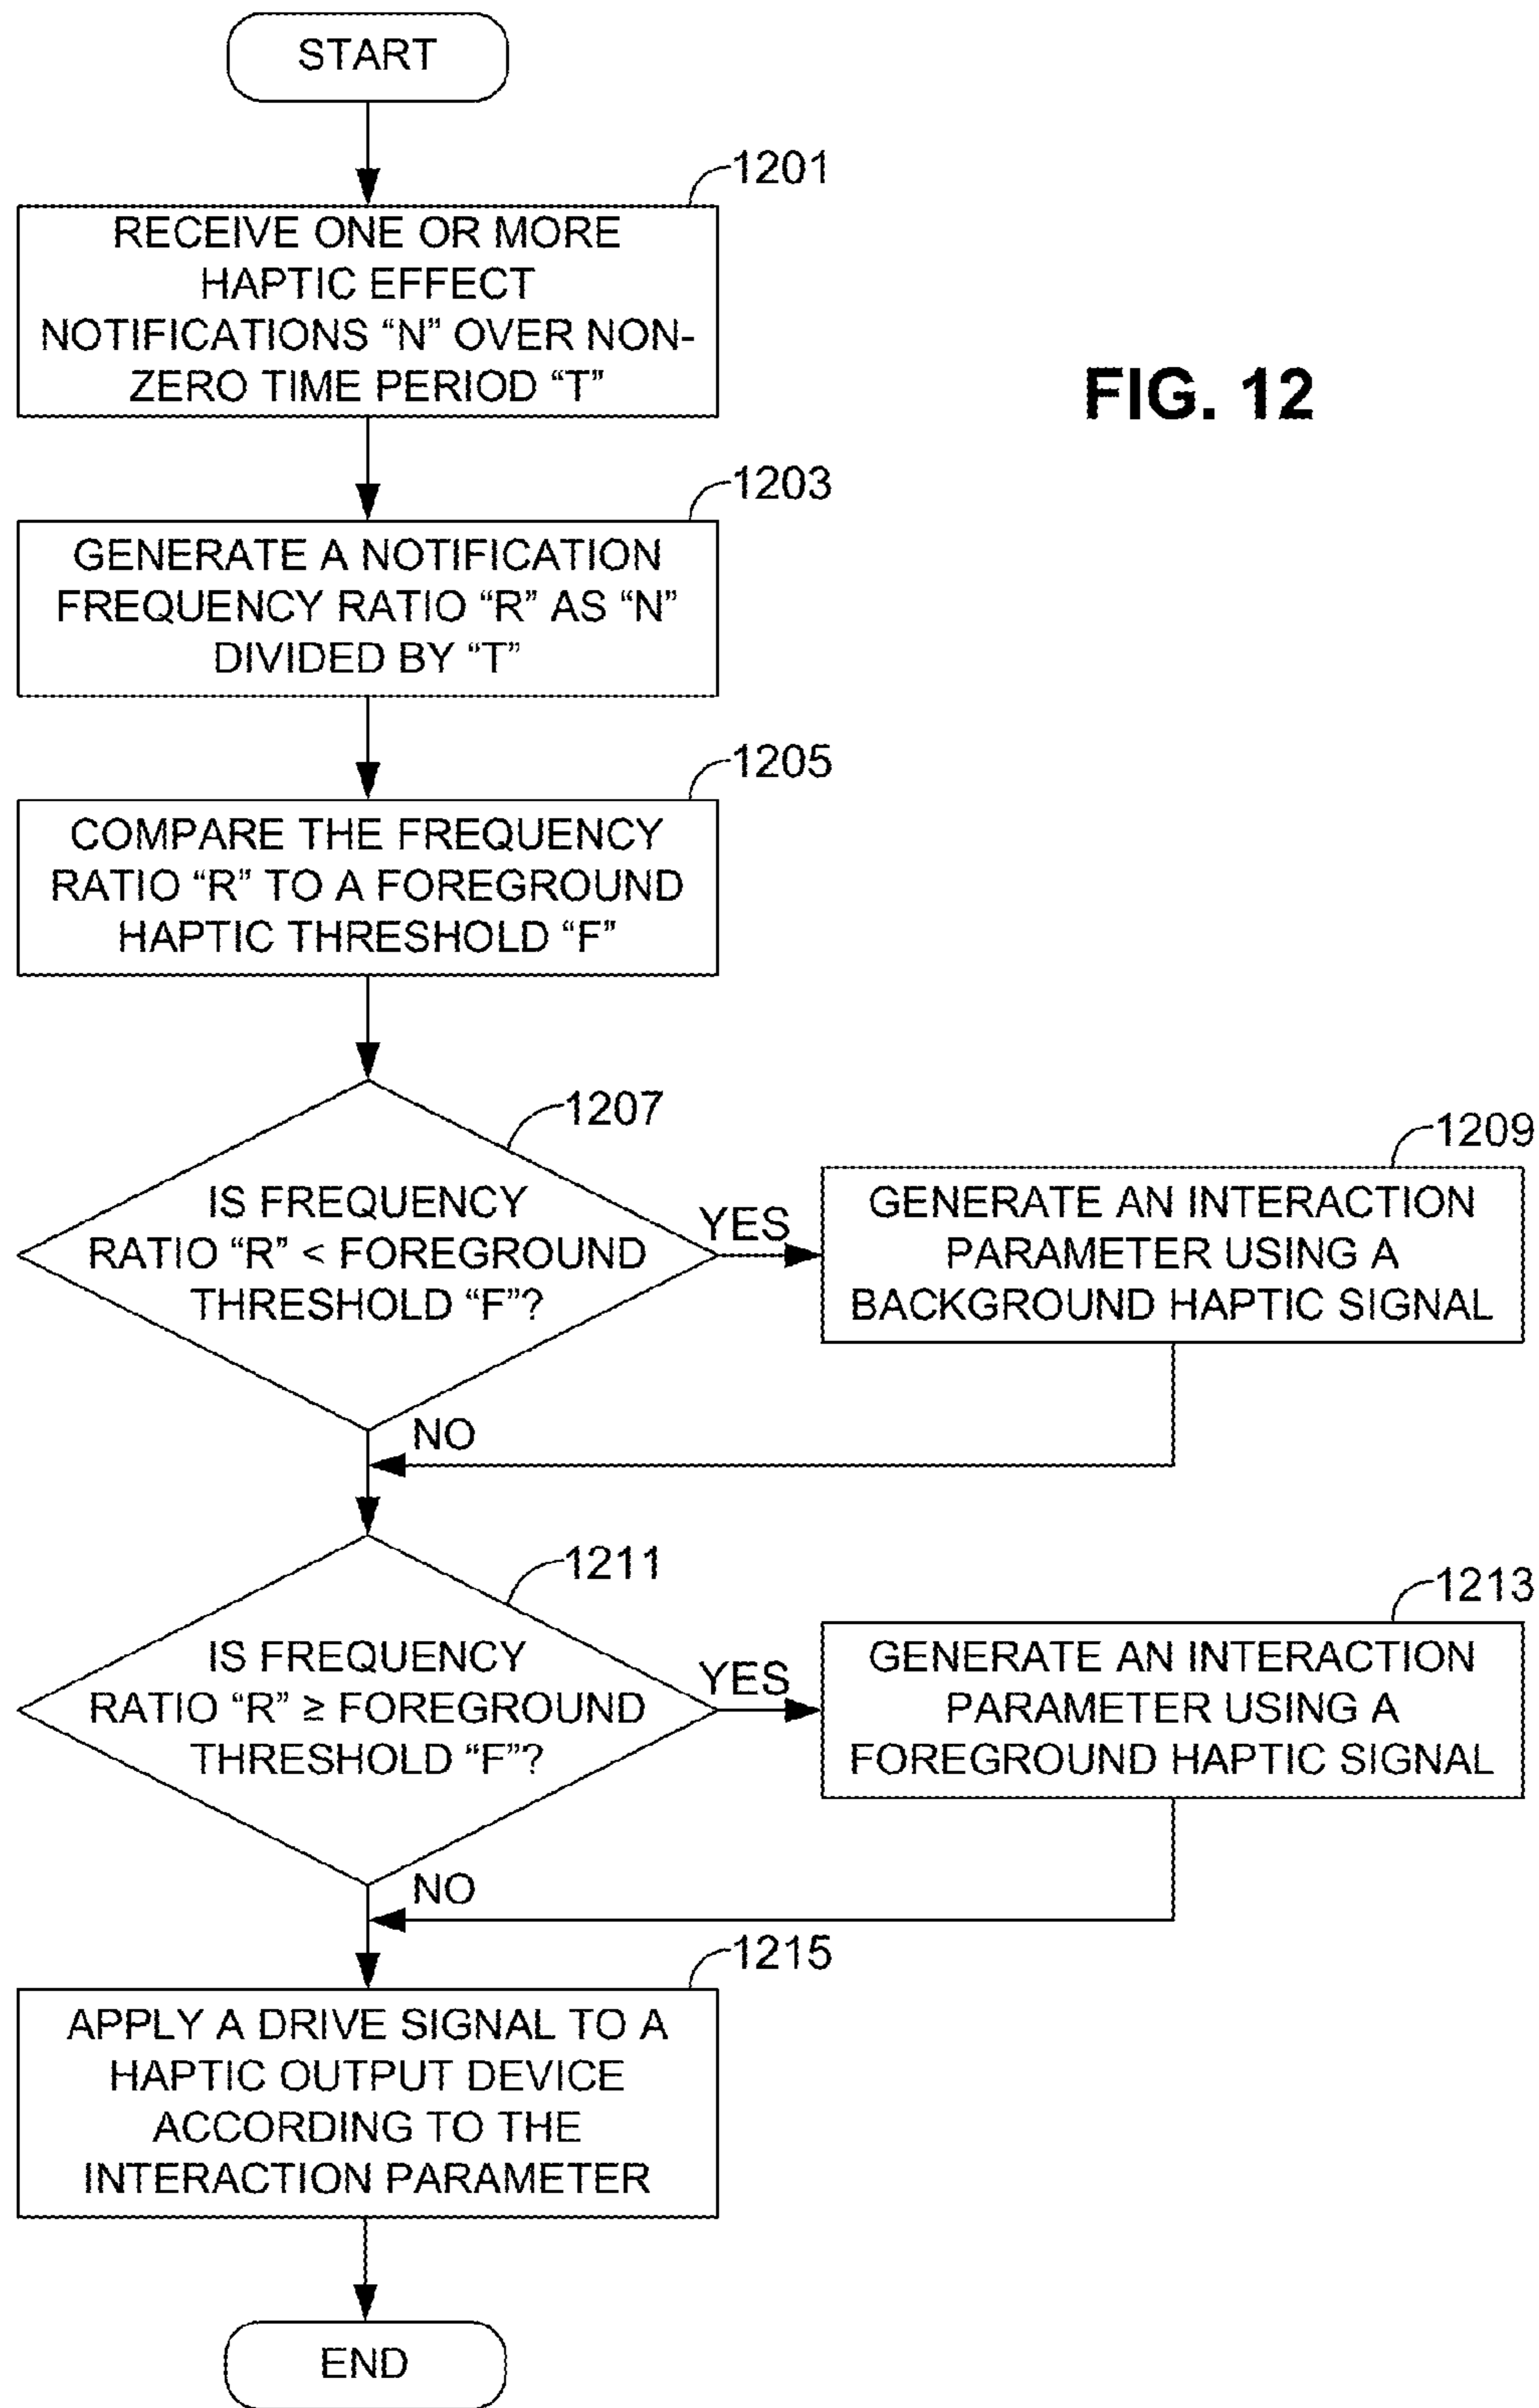 START
1201
RECEIVE ONE OR MORE
HAPTIC EFFECT
NOTIFICATIONS “N” OVER NON-
ZERO TIME PERIOD “T”
FIG. 12
1203
GENERATE A NOTIFICATION
FREQUENCY RATIO “R” AS “N”
DIVIDED BY “T”
1205
COMPARE THE FREQUENCY
RATIO “R” TO A FOREGROUND
HAPTIC THRESHOLD “F”
1207
IS FREQUENCY
RATIO “R” < FOREGROUND
THRESHOLD “F”?
YES
1209
GENERATE AN INTERACTION
PARAMETER USING A
BACKGROUND HAPTIC SIGNAL
NO
1211
IS FREQUENCY
RATIO “R” ≥ FOREGROUND
THRESHOLD “F”?
YES
1213
GENERATE AN INTERACTION
PARAMETER USING A
FOREGROUND HAPTIC SIGNAL
NO
1215
APPLY A DRIVE SIGNAL TO A
HAPTIC OUTPUT DEVICE
ACCORDING TO THE
INTERACTION PARAMETER
END